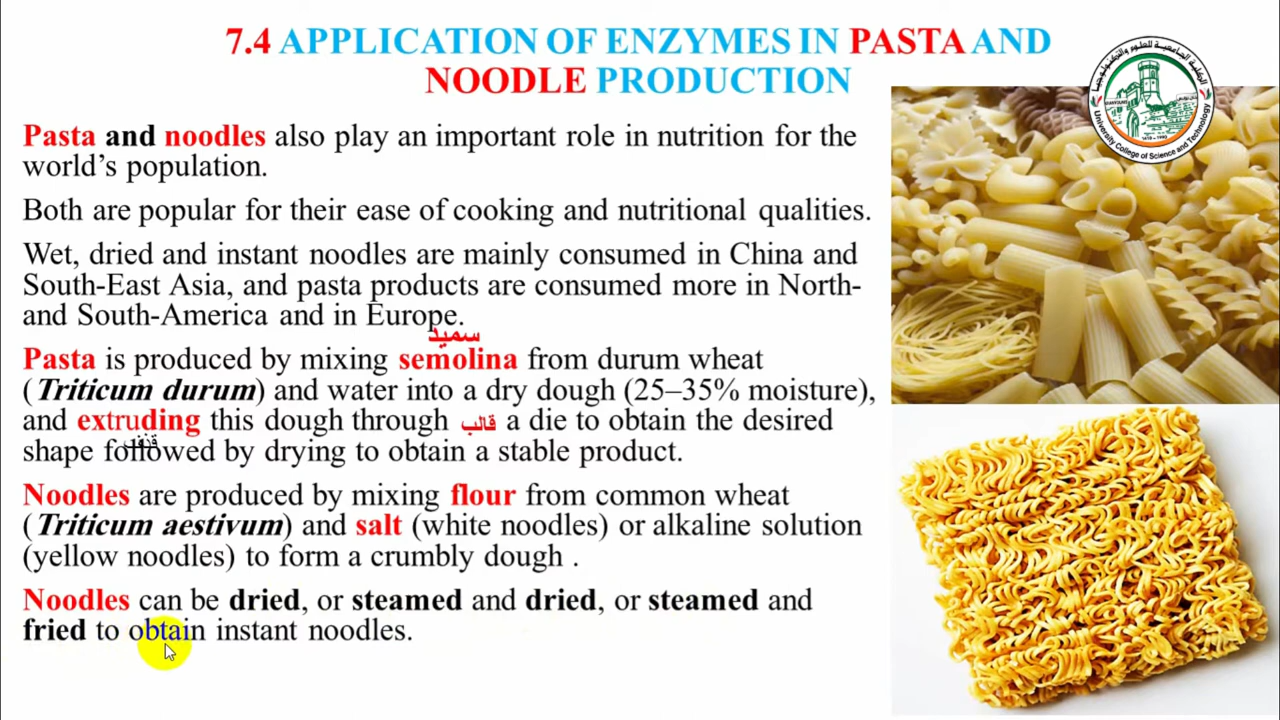 7.4 APPLICATION OF ENZYMES IN PASTA AND
NOODLE PRODUCTION
University College of Science and Technology
Pasta and noodles also play an important role in nutrition for the
world’s population.
Both are popular for their ease of cooking and nutritional qualities.
Wet, dried and instant noodles are mainly consumed in China and
South-East Asia, and pasta products are consumed more in North-
and South-America and in Europe.
سميد
Pasta is produced by mixing semolina from durum wheat
(Triticum durum) and water into a dry dough (25–35% moisture),
and extruding this dough through قالب a die to obtain the desired
قذف
shape followed by drying to obtain a stable product.
Noodles are produced by mixing flour from common wheat
(Triticum aestivum) and salt (white noodles) or alkaline solution
(yellow noodles) to form a crumbly dough .
Noodles can be dried, or steamed and dried, or steamed and
fried to obtain instant noodles.